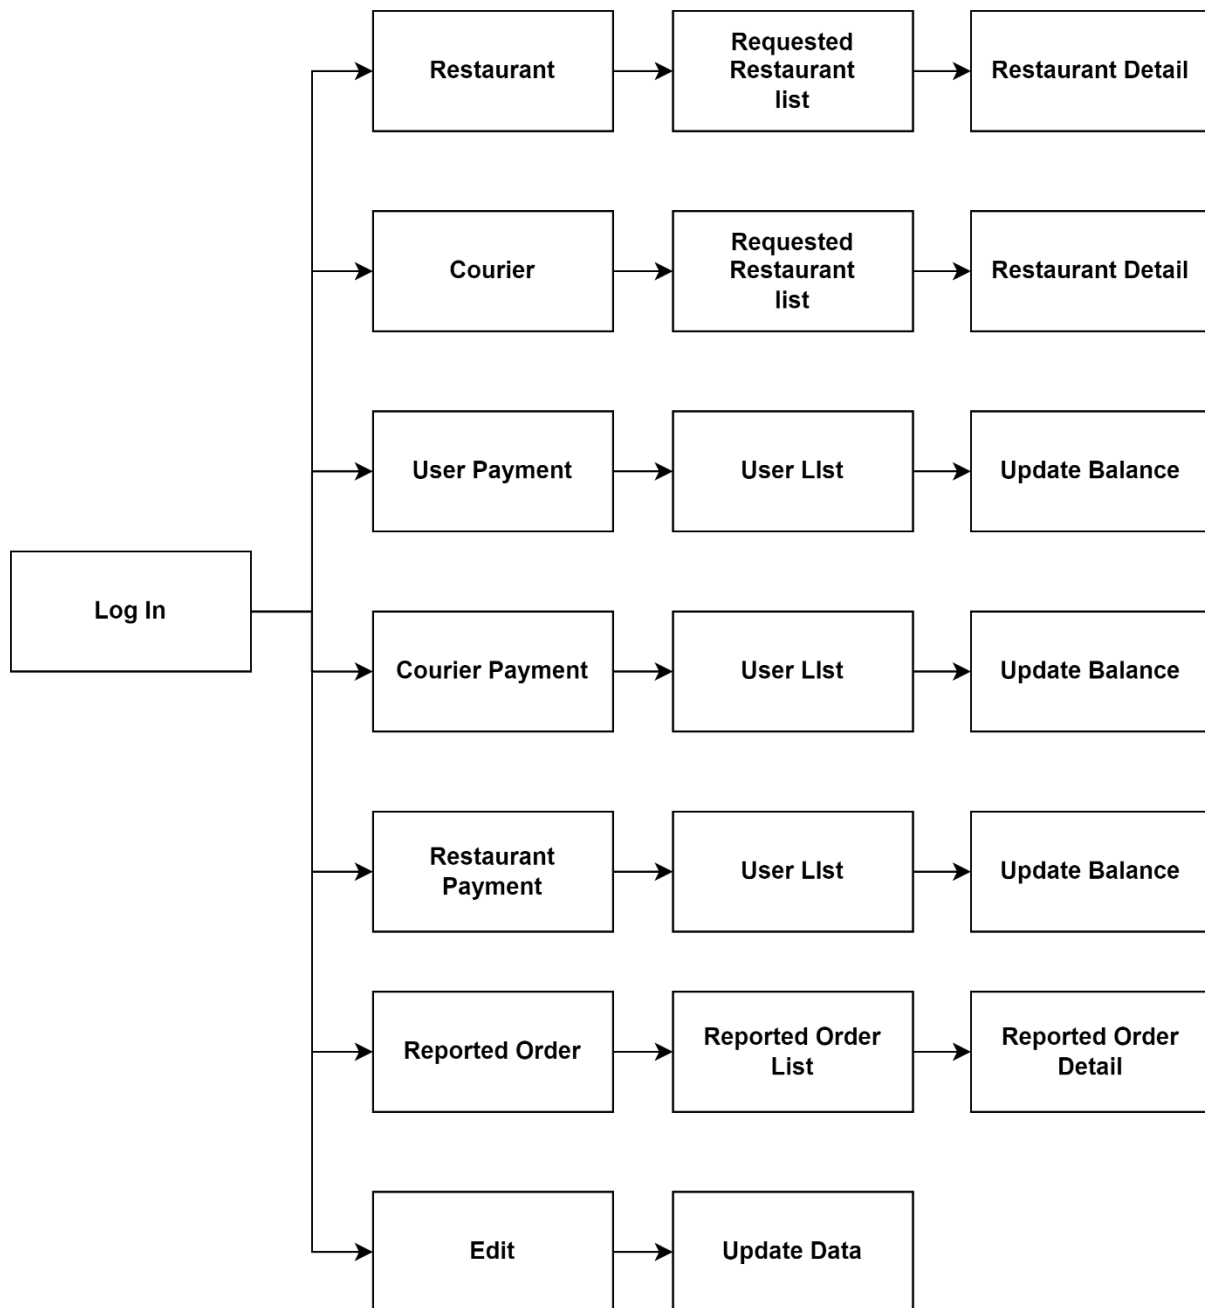 Restaurant
Requested
Restaurant
list
Restaurant Detail
Courier
Requested
Restaurant
list
Restaurant Detail
User Payment
User LIst
Update Balance
Log In
Courier Payment
User LIst
Update Balance
Restaurant
Payment
User LIst
Update Balance
Reported Order
Reported Order
List
Reported Order
Detail
Edit
Update Data